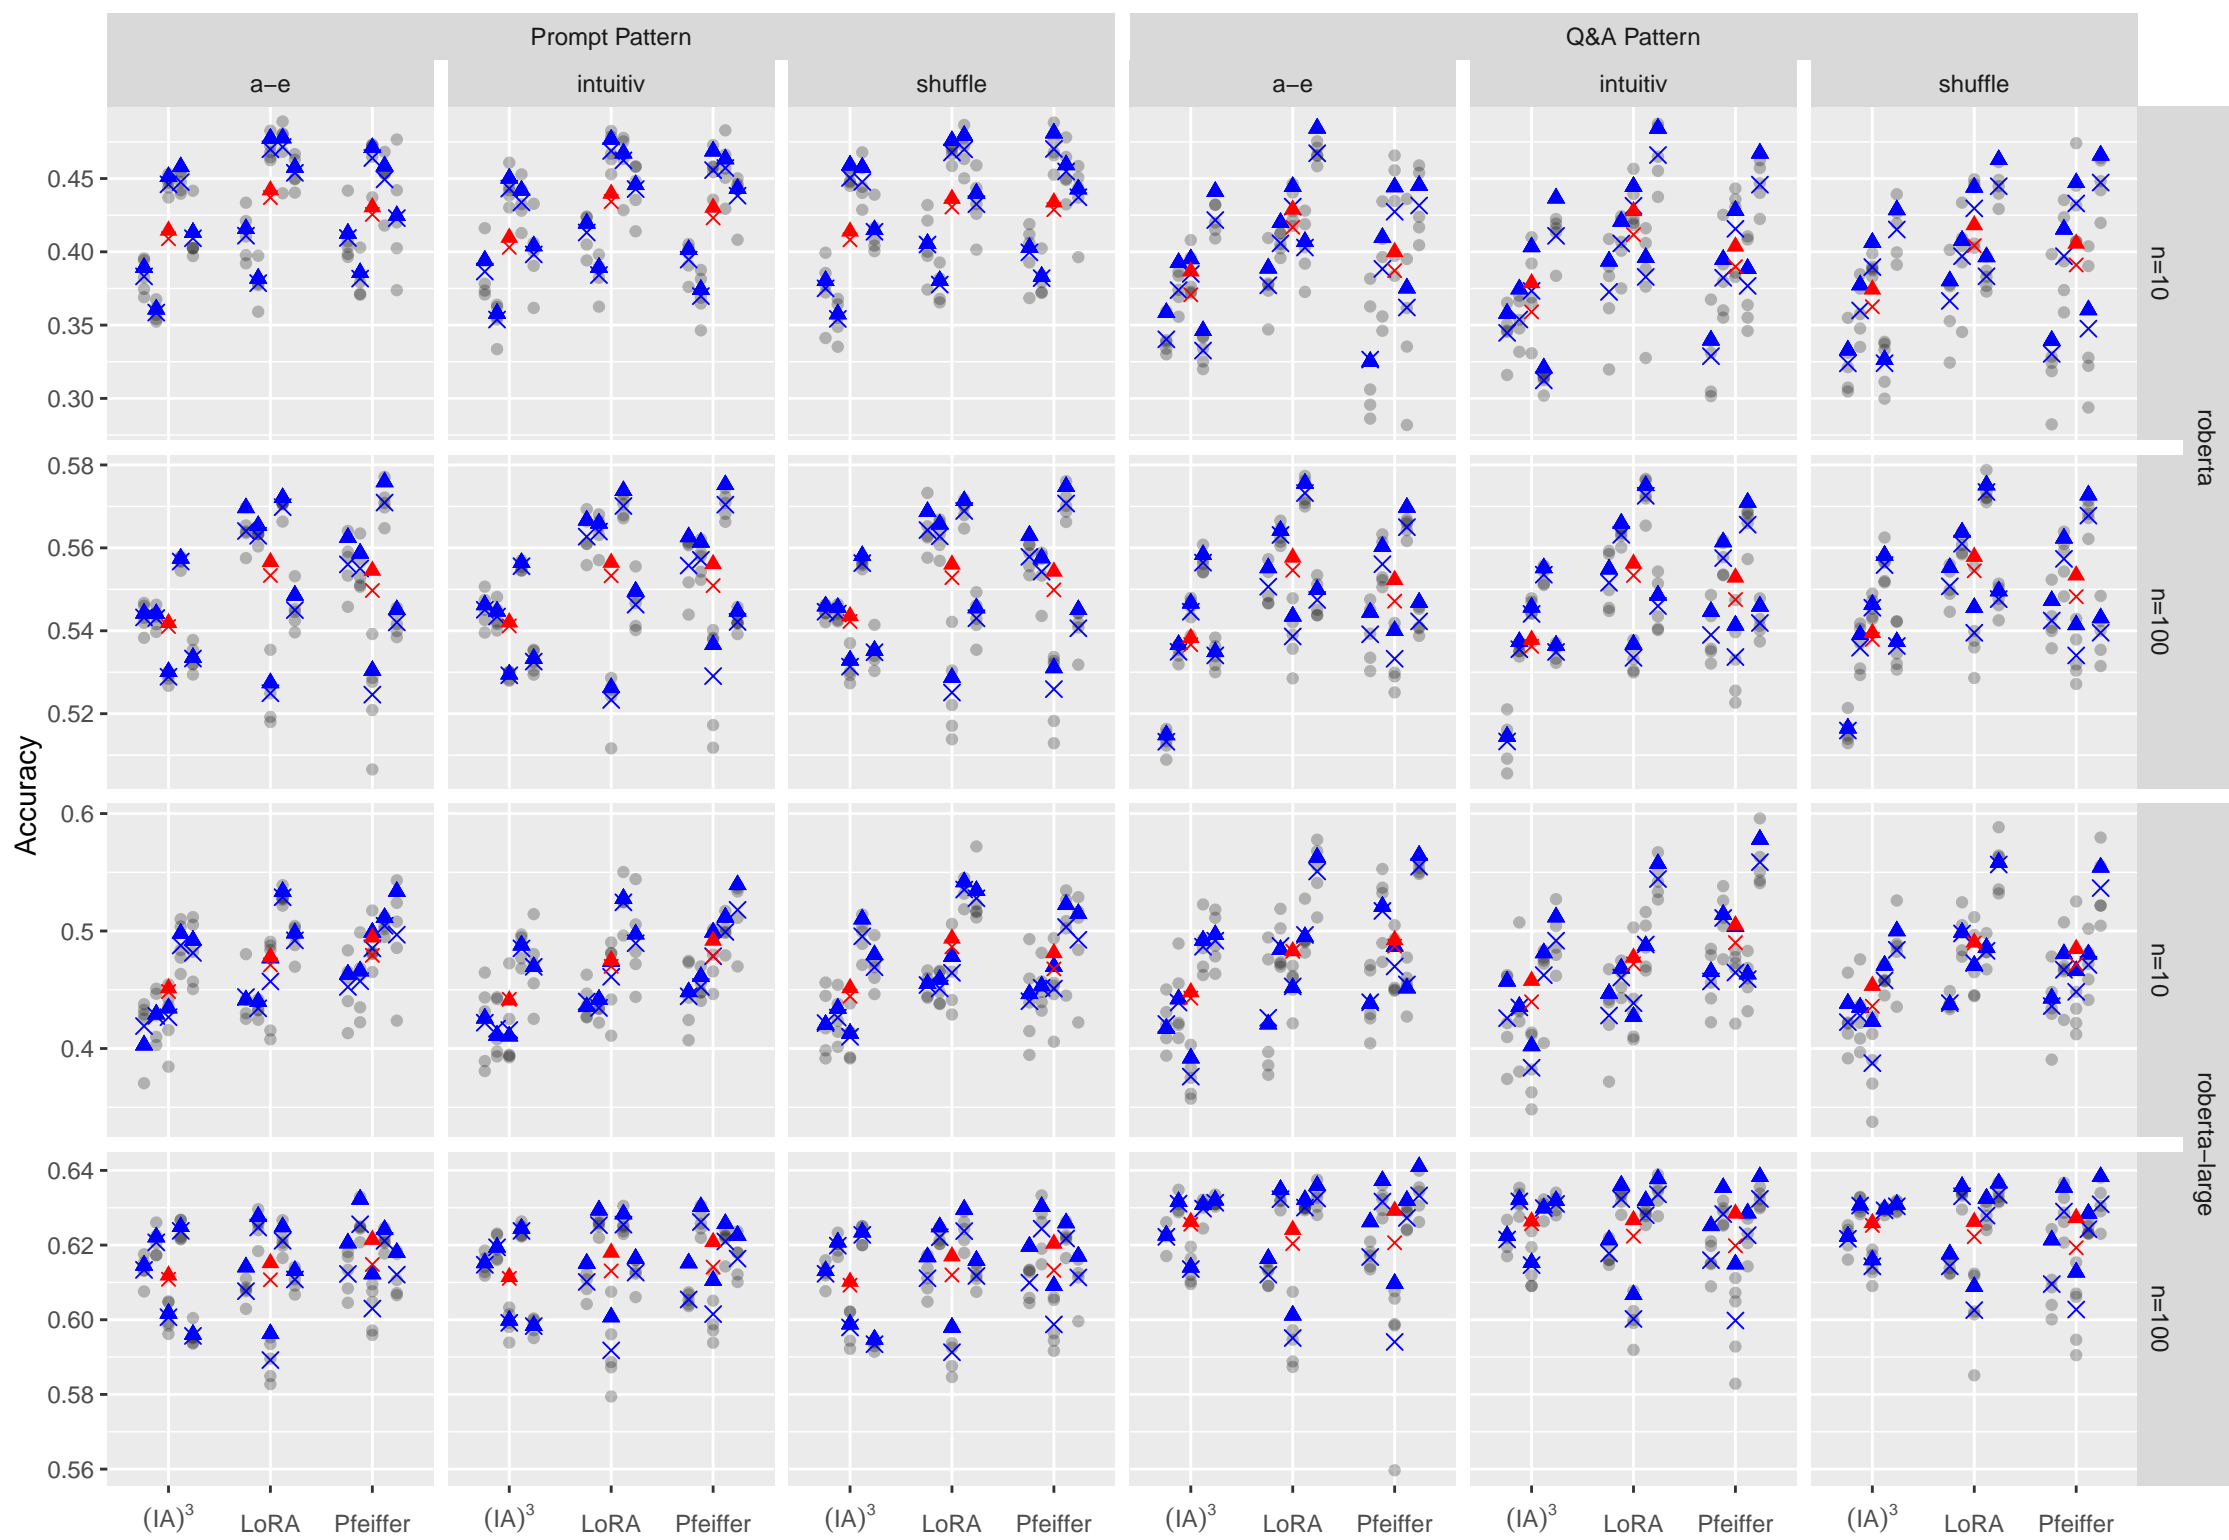 Prompt Pattern
Q&A Pattern
a−e
intuitiv
shuffle
a−e
intuitiv
shuffle
Accuracy
0.45
0.40
0.35
0.30
n=10
roberta
0.58
0.56
0.54
0.52
n=100
0.6
0.5
0.4
n=10
roberta−large
0.64
0.62
0.60
0.58
0.56
n=100
(IA)³
LoRA
Pfeiffer
(IA)³
LoRA
Pfeiffer
(IA)³
LoRA
Pfeiffer
(IA)³
LoRA
Pfeiffer
(IA)³
LoRA
Pfeiffer
(IA)³
LoRA
Pfeiffer